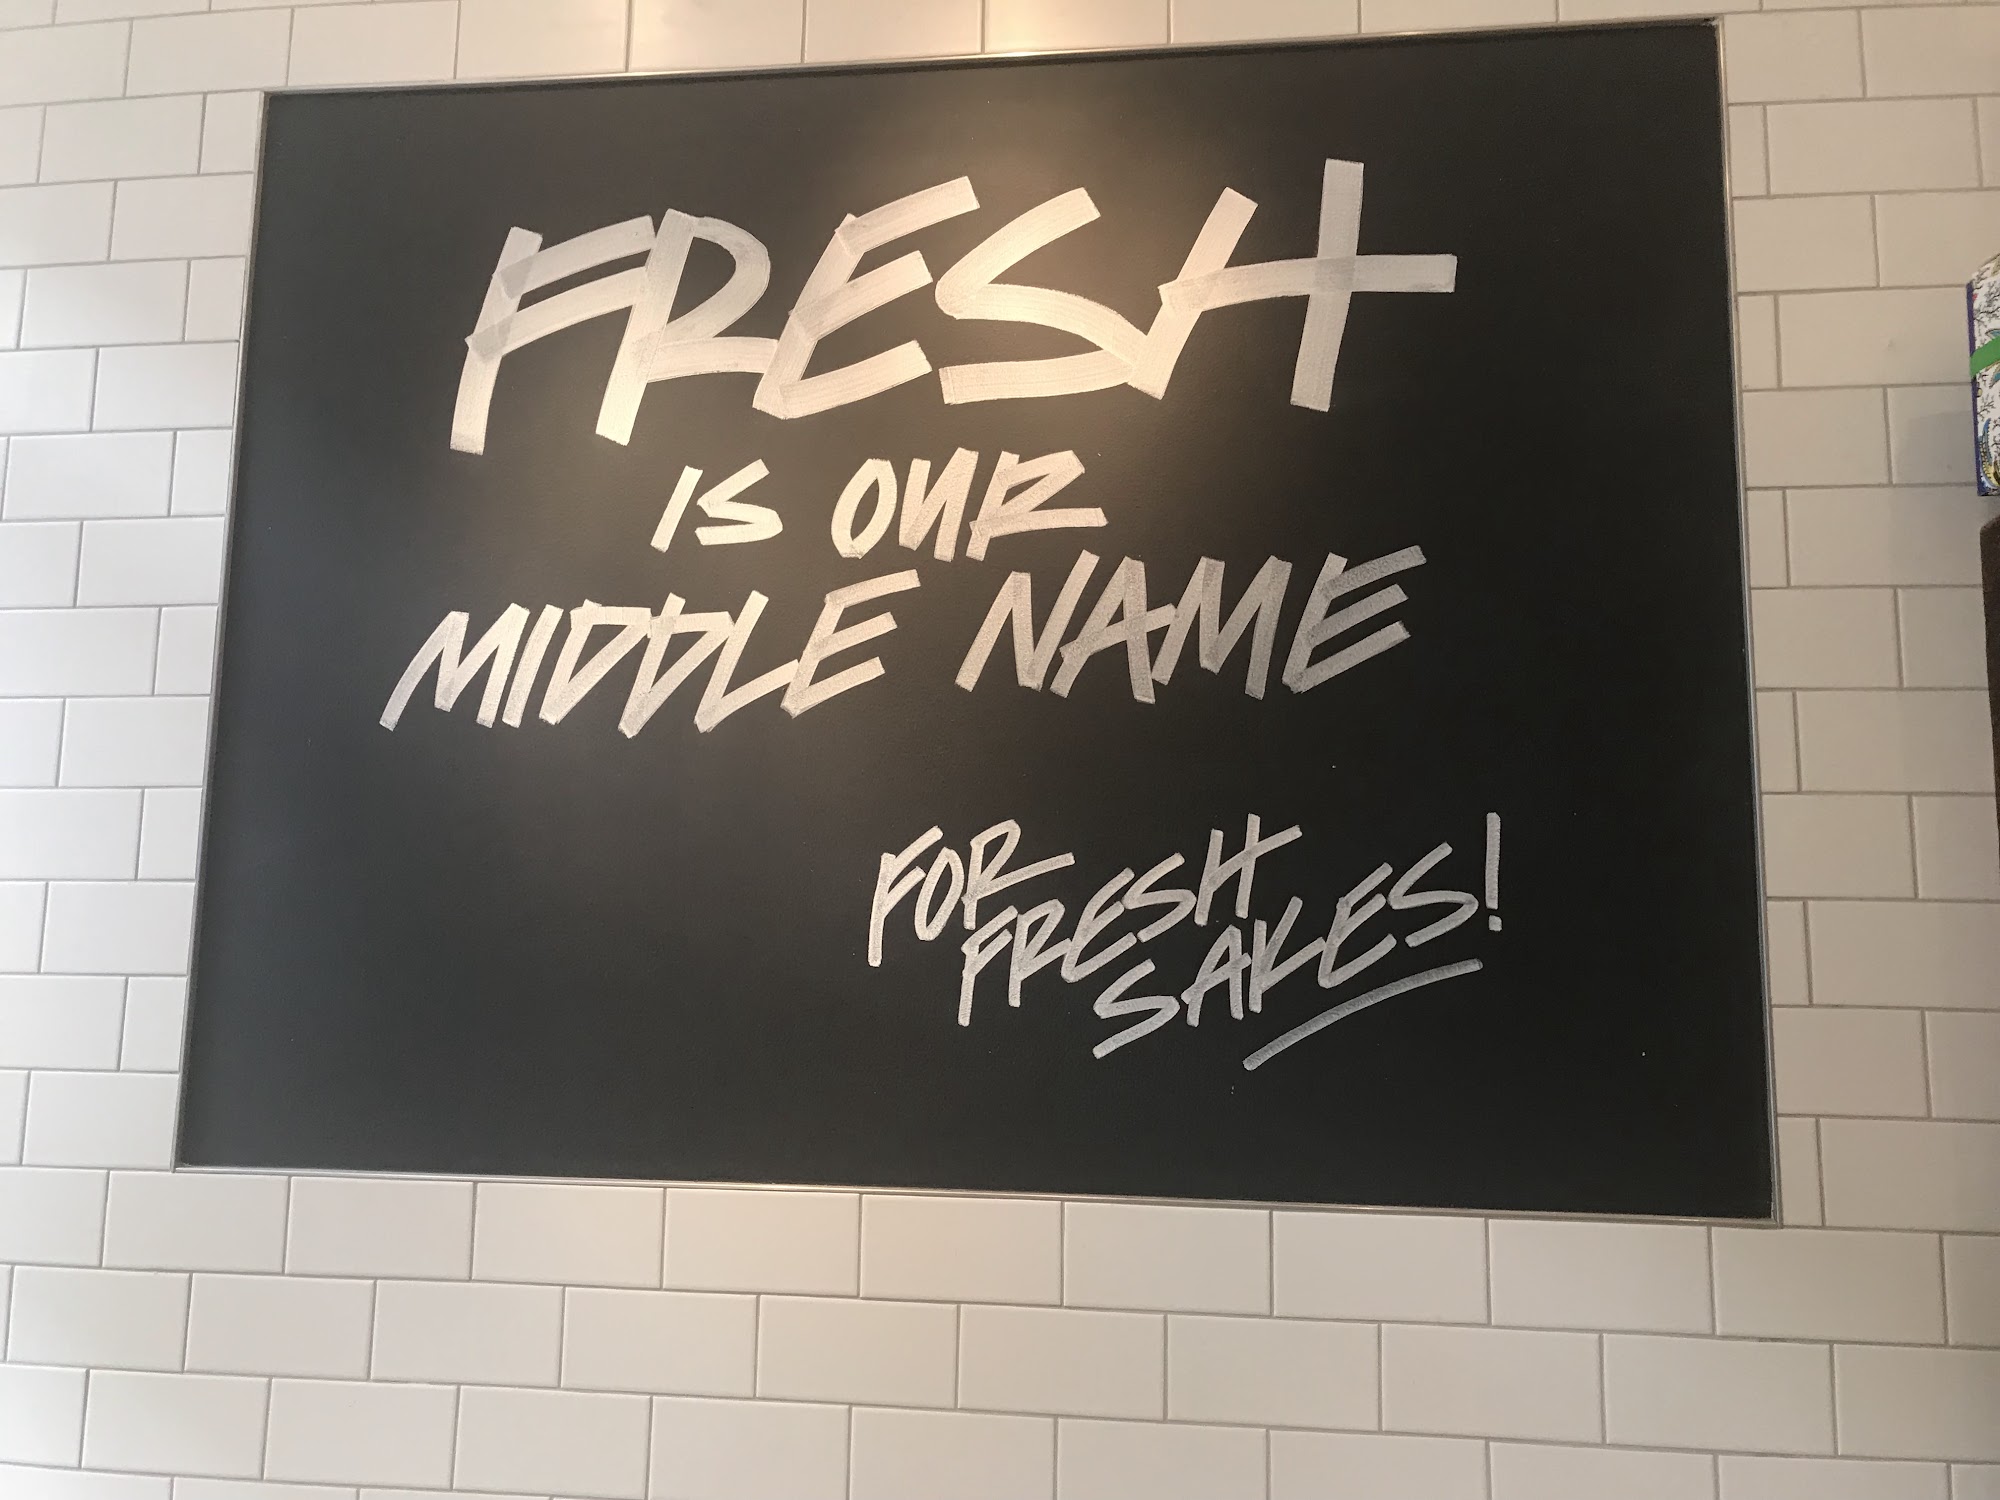 FRESH
IS OUR
MIDDLE NAME
FOR
FRESH
SAKES!